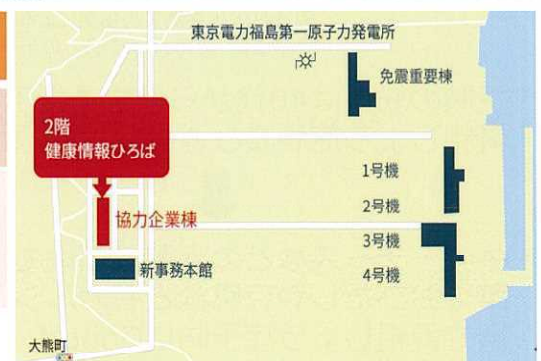 東京電力福島第一原子力発電所
免震重要棟
2階
健康情報ひろば
1号機
2号機
協力企業棟
3号機
新事務本館
4号機
大熊町